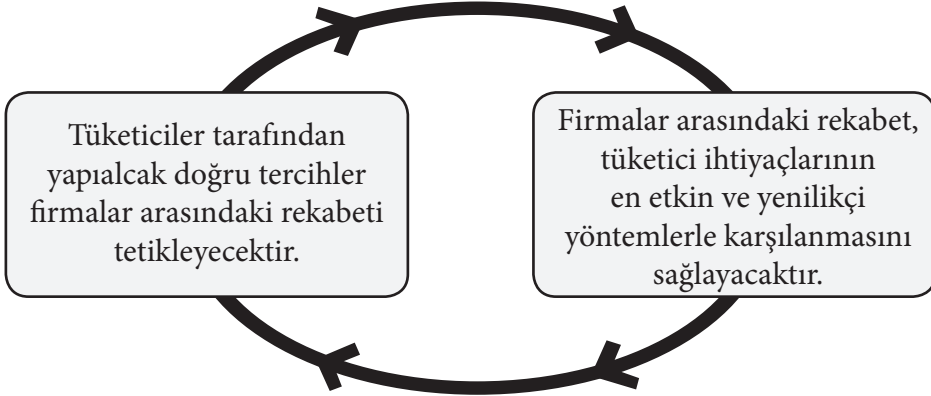 Tüketiciler tarafından
yapıalcak doğru tercihler
firmalar arasındaki rekabeti
tetikleyecektir.
Firmalar arasındaki rekabet,
tüketici ihtiyaçlarının
en etkin ve yenilikçi
yöntemlerle karşılanmasını
sağlayacaktır.